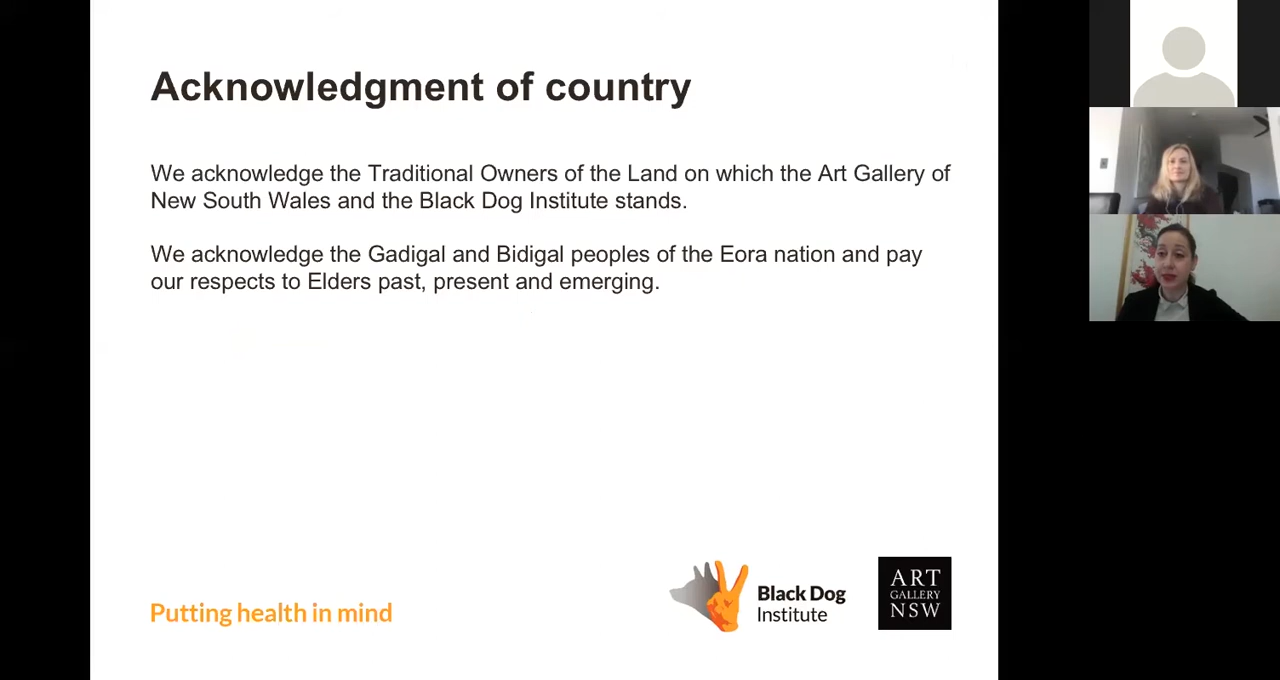 Acknowledgment of country
We acknowledge the Traditional Owners of the Land on which the Art Gallery of
New South Wales and the Black Dog Institute stands.
We acknowledge the Gadigal and Bidigal peoples of the Eora nation and pay
our respects to Elders past, present and emerging.
Putting health in mind
Black Dog
Institute
ART
GALLERY
NSW